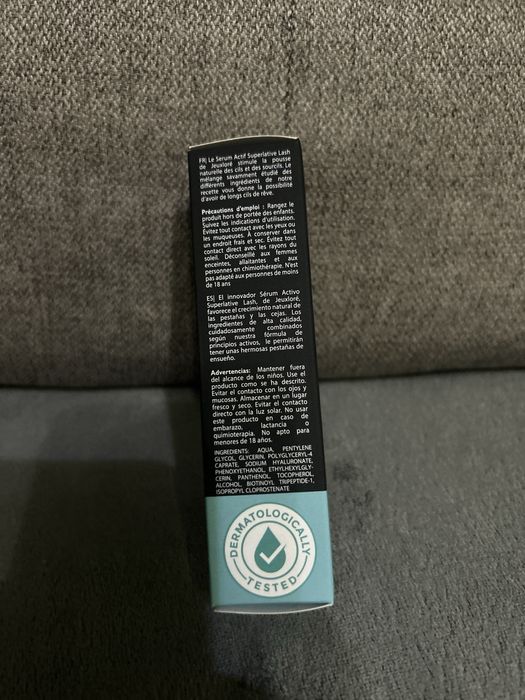 FR| Le Serum Actif Superlative Lash
de Jeuxloré stimule la pousse
naturelle des cils et des sourcils. Le
mélange savamment étudié des
différents ingrédients de notre
recette vous donne la possibilité
d'avoir de longs cils de rêve.
Précautions d'emploi : Rangez le
produit hors de portée des enfants.
Suivez les indications d'utilisation.
Évitez tout contact avec les yeux ou
les muqueuses. À conserver dans
un endroit frais et sec. Évitez tout
contact direct avec les rayons du
soleil. Déconseillé aux femmes
enceintes, allaitantes et aux
personnes en chimiothérapie. N'est
pas adapté aux personnes de moins
de 18 ans
ES| El innovador Sérum Activo
Superlative Lash, de Jeuxloré,
favorece el crecimiento natural de
las pestañas y las cejas. Los
ingredientes de alta calidad,
cuidadosamente combinados
según nuestra fórmula de
principios activos, le permitirán
tener unas hermosas pestañas de
ensueño.
Advertencias: Mantener fuera
del alcance de los niños. Use el
producto como se ha descrito.
Evitar el contacto con los ojos y
mucosas. Almacenar en un lugar
fresco y seco. Evitar el contacto
directo con la luz solar. No usar
este producto en caso de
embarazo, lactancia o
quimioterapia. No apto para
menores de 18 años.
INGREDIENTS: AQUA, PENTYLENE
GLYCOL, GLYCERIN, POLYGLYCERYL-4
CAPRATE, SODIUM HYALURONATE,
PHENOXYETHANOL, ETHYLHEXYLGLY-
CERIN, PANTHENOL, TOCOPHEROL,
ALCOHOL, BIOTINOYL TRIPEPTIDE-1,
ISOPROPYL CLOPROSTENATE
DERMATOLOGICALLY
TESTED